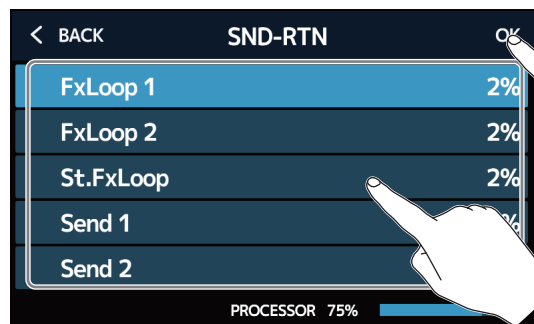 < BACK SND-RTN OK
FxLoop 1 2%
FxLoop 2 2%
St.FxLoop 2%
Send 1 %
Send 2
PROCESSOR 75%